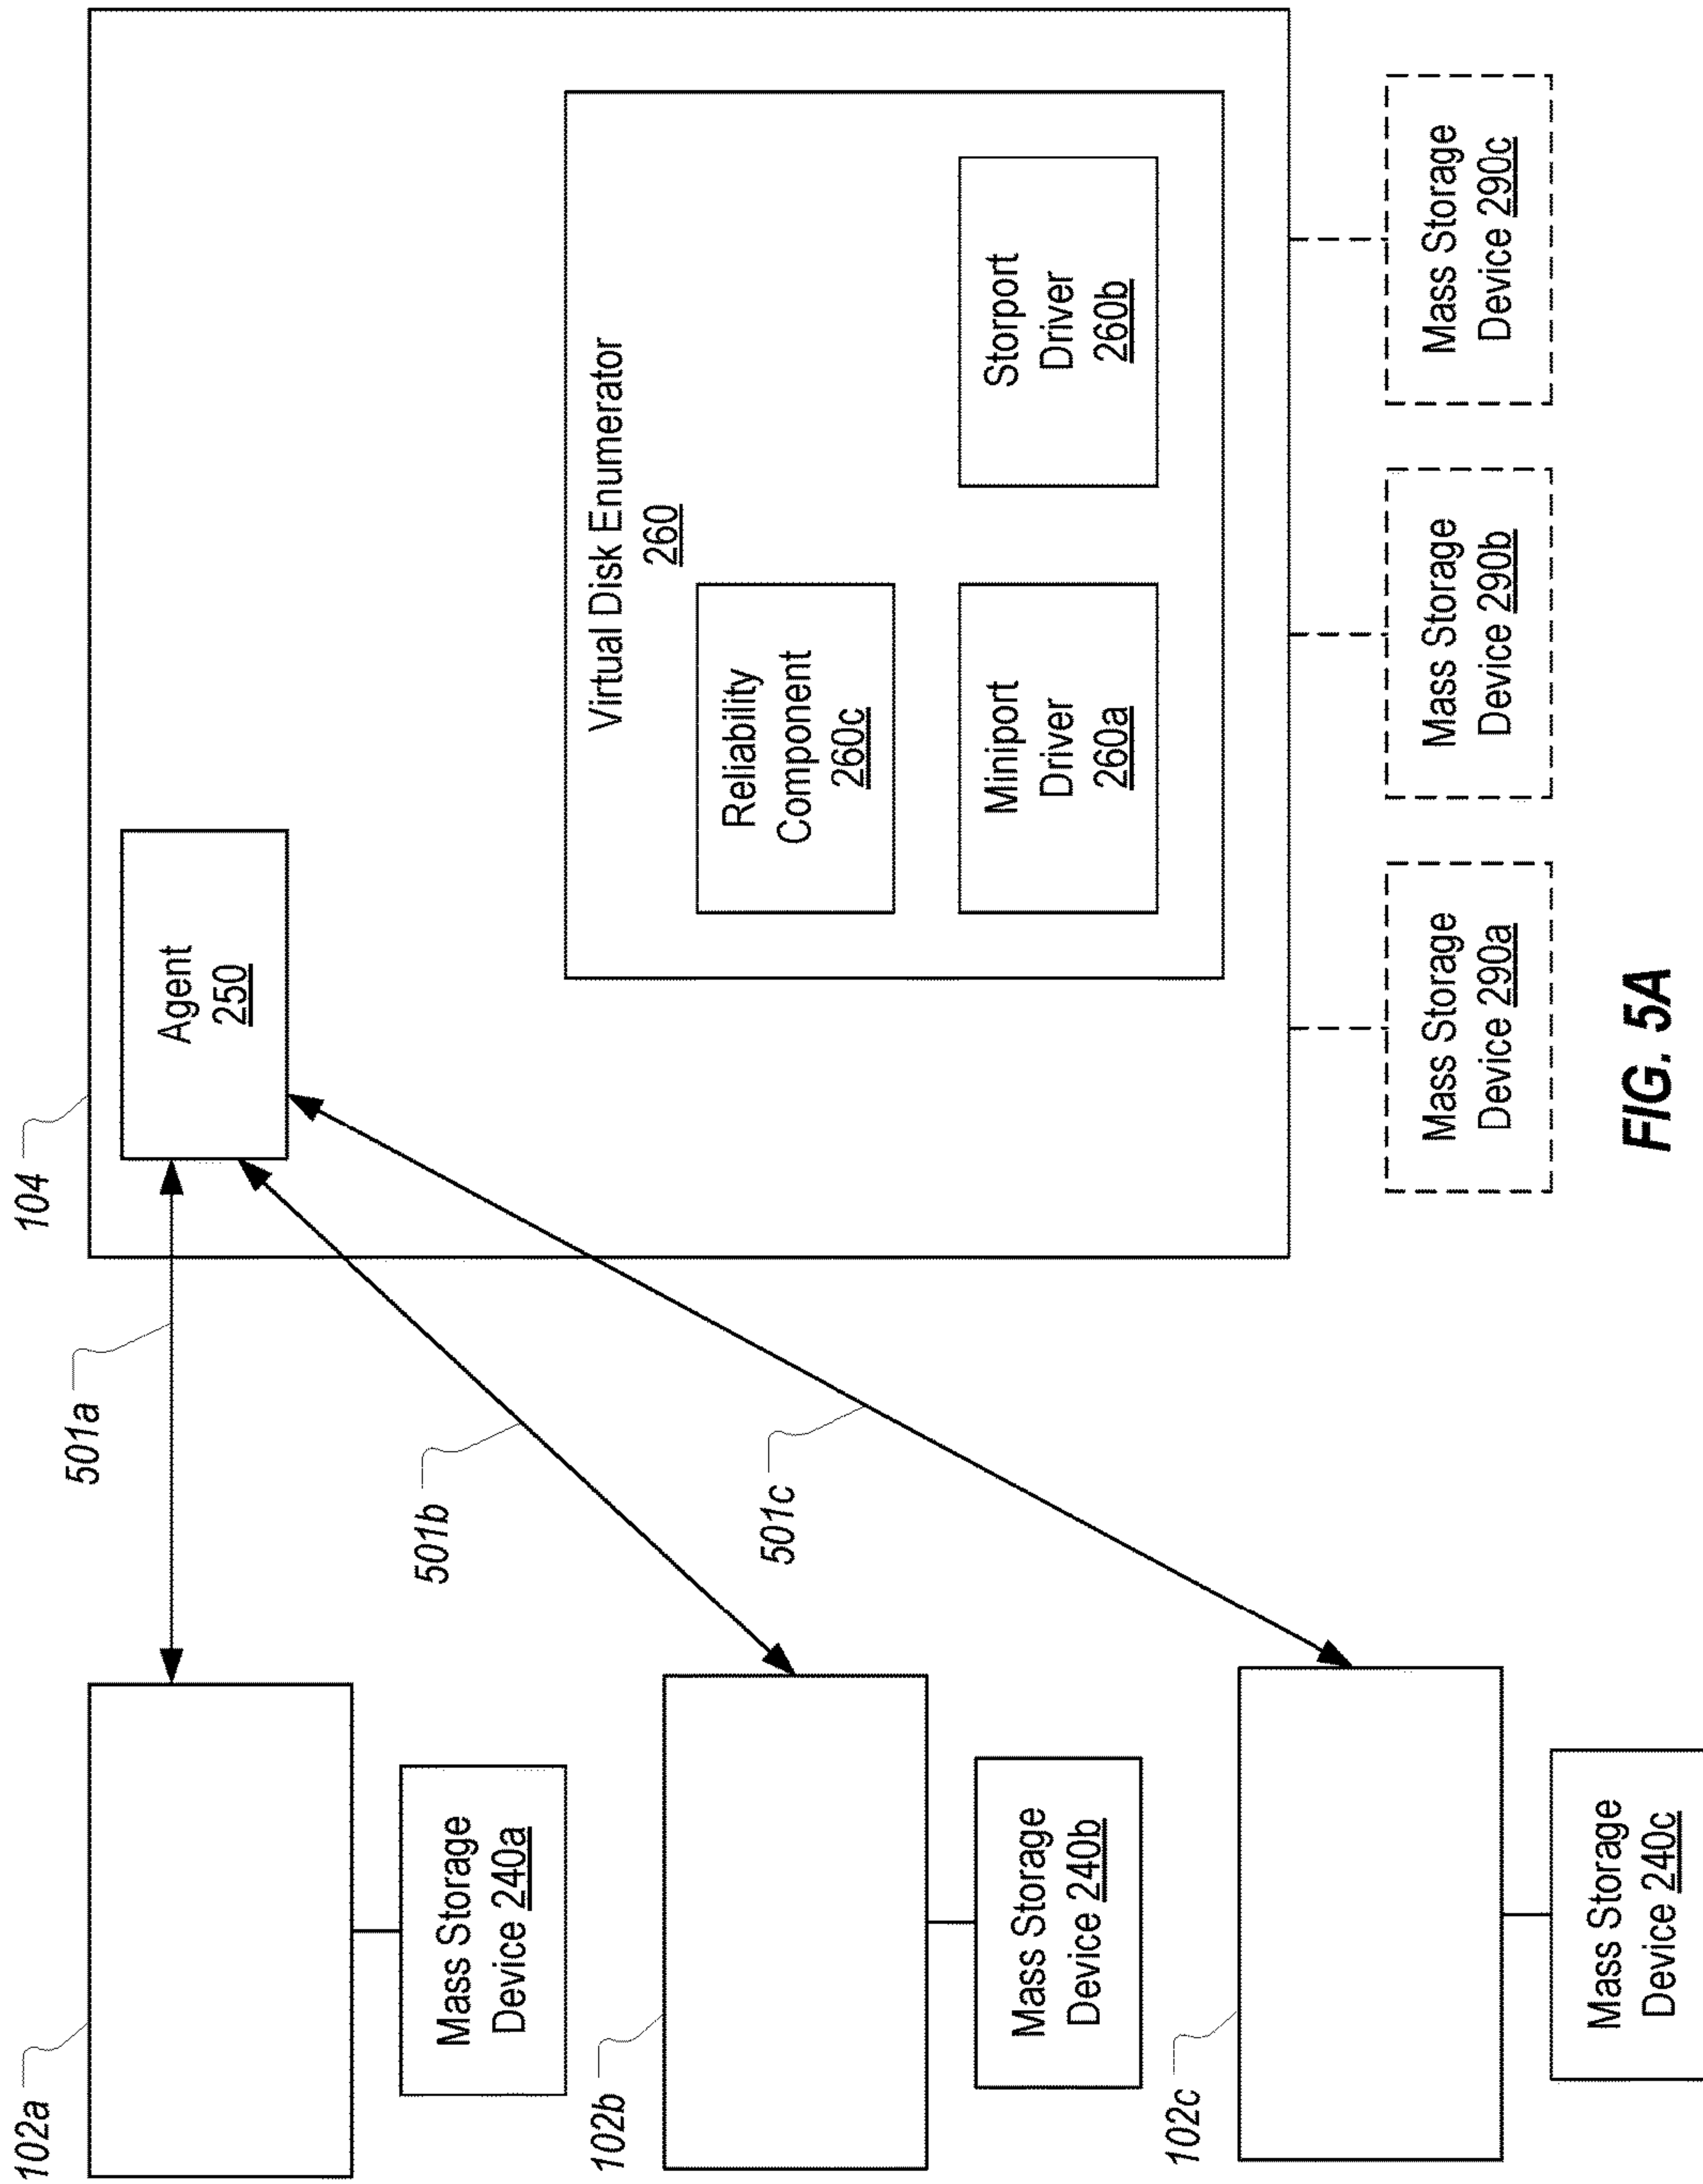 102a
Mass Storage
Device 240a
102b
Mass Storage
Device 240b
102c
Mass Storage
Device 240c
501a
501b
501c
104
Agent
250
Virtual Disk Enumerator
260
Reliability
Component
260c
Miniport
Driver
260a
Storport
Driver
260b
Mass Storage
Device 290a
Mass Storage
Device 290b
Mass Storage
Device 290c
FIG. 5A